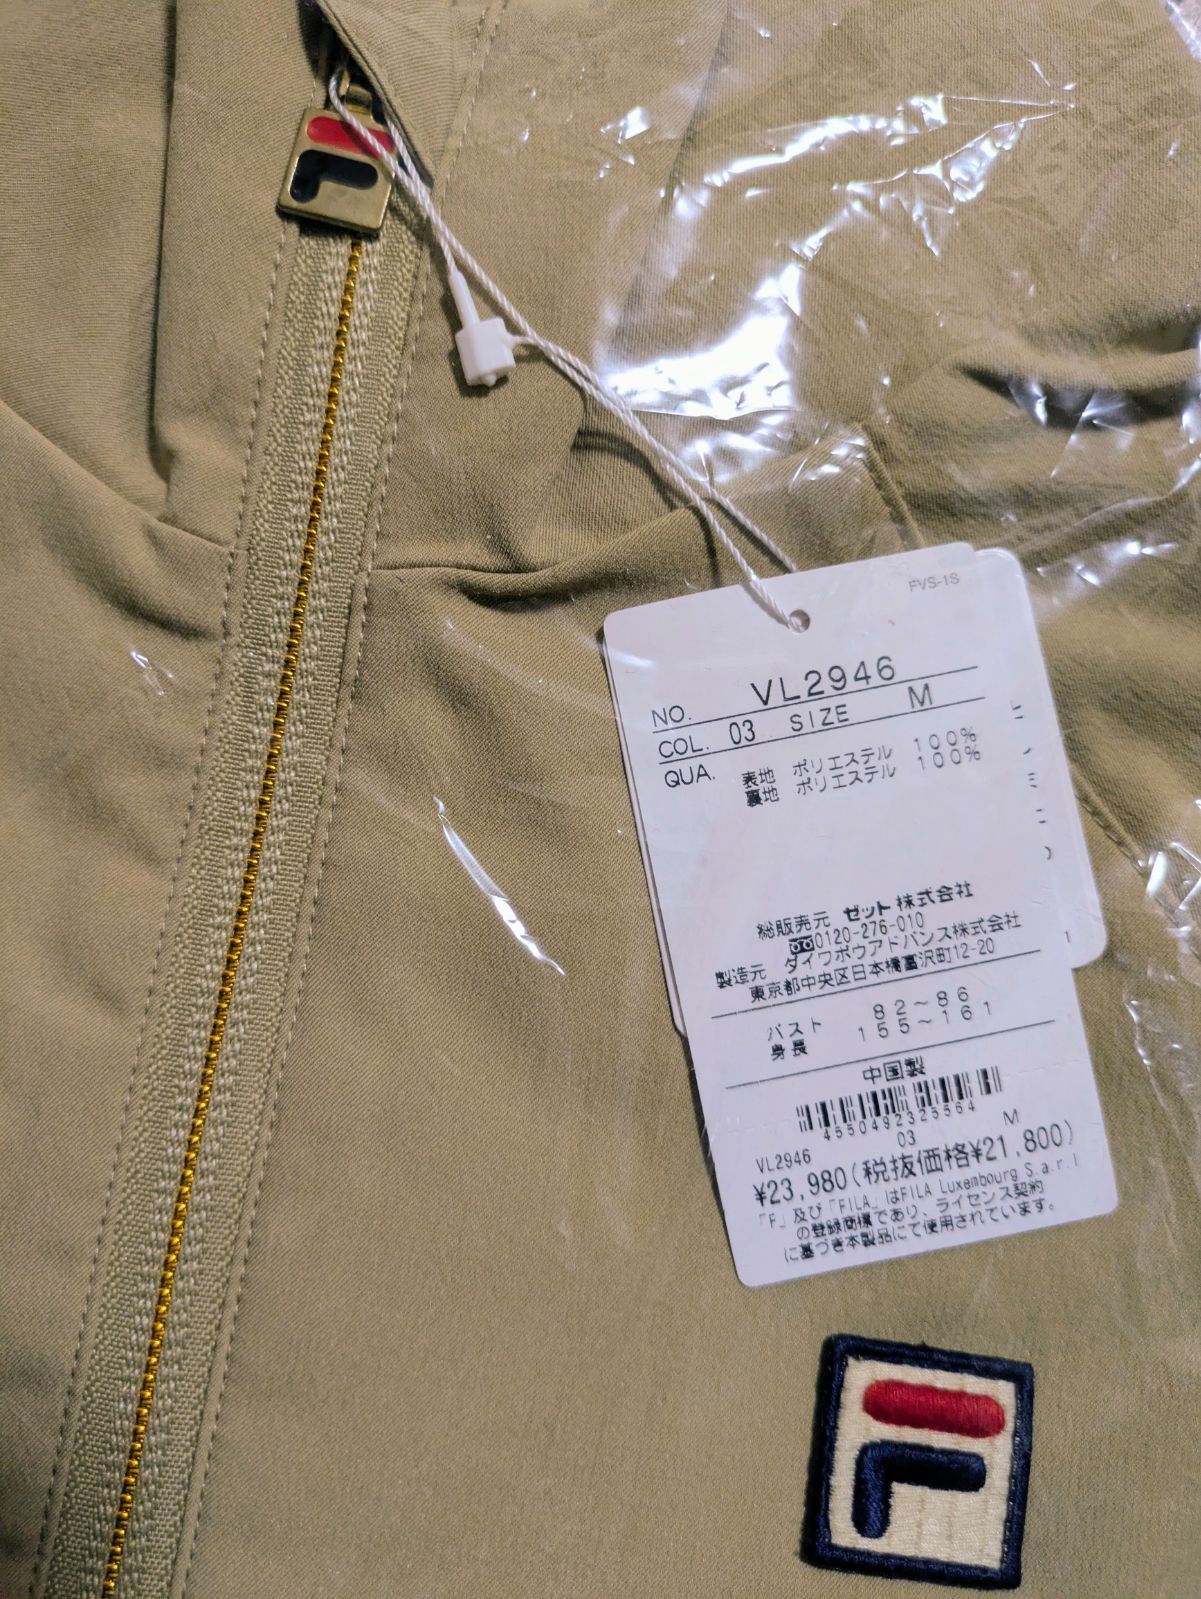 FVS-1S
NO. VL2946
COL. 03 SIZE M
QUA. 表地 ポリエステル 100%
裏地 ポリエステル 100%
総販売元 ゼット株式会社
0120-276-010
製造元 ダイワボウアドバンス株式会社
東京都中央区日本橋富沢町12-20
バスト 82~86
身長 155~161
中国製
4550492325564
VL2946 03 M
¥23,980(税抜価格¥21,800)
「F」及び「FILA」はFILA Luxembourg S.a.r.l
の登録商標であり、ライセンス契約
に基づき本製品にて使用されています。